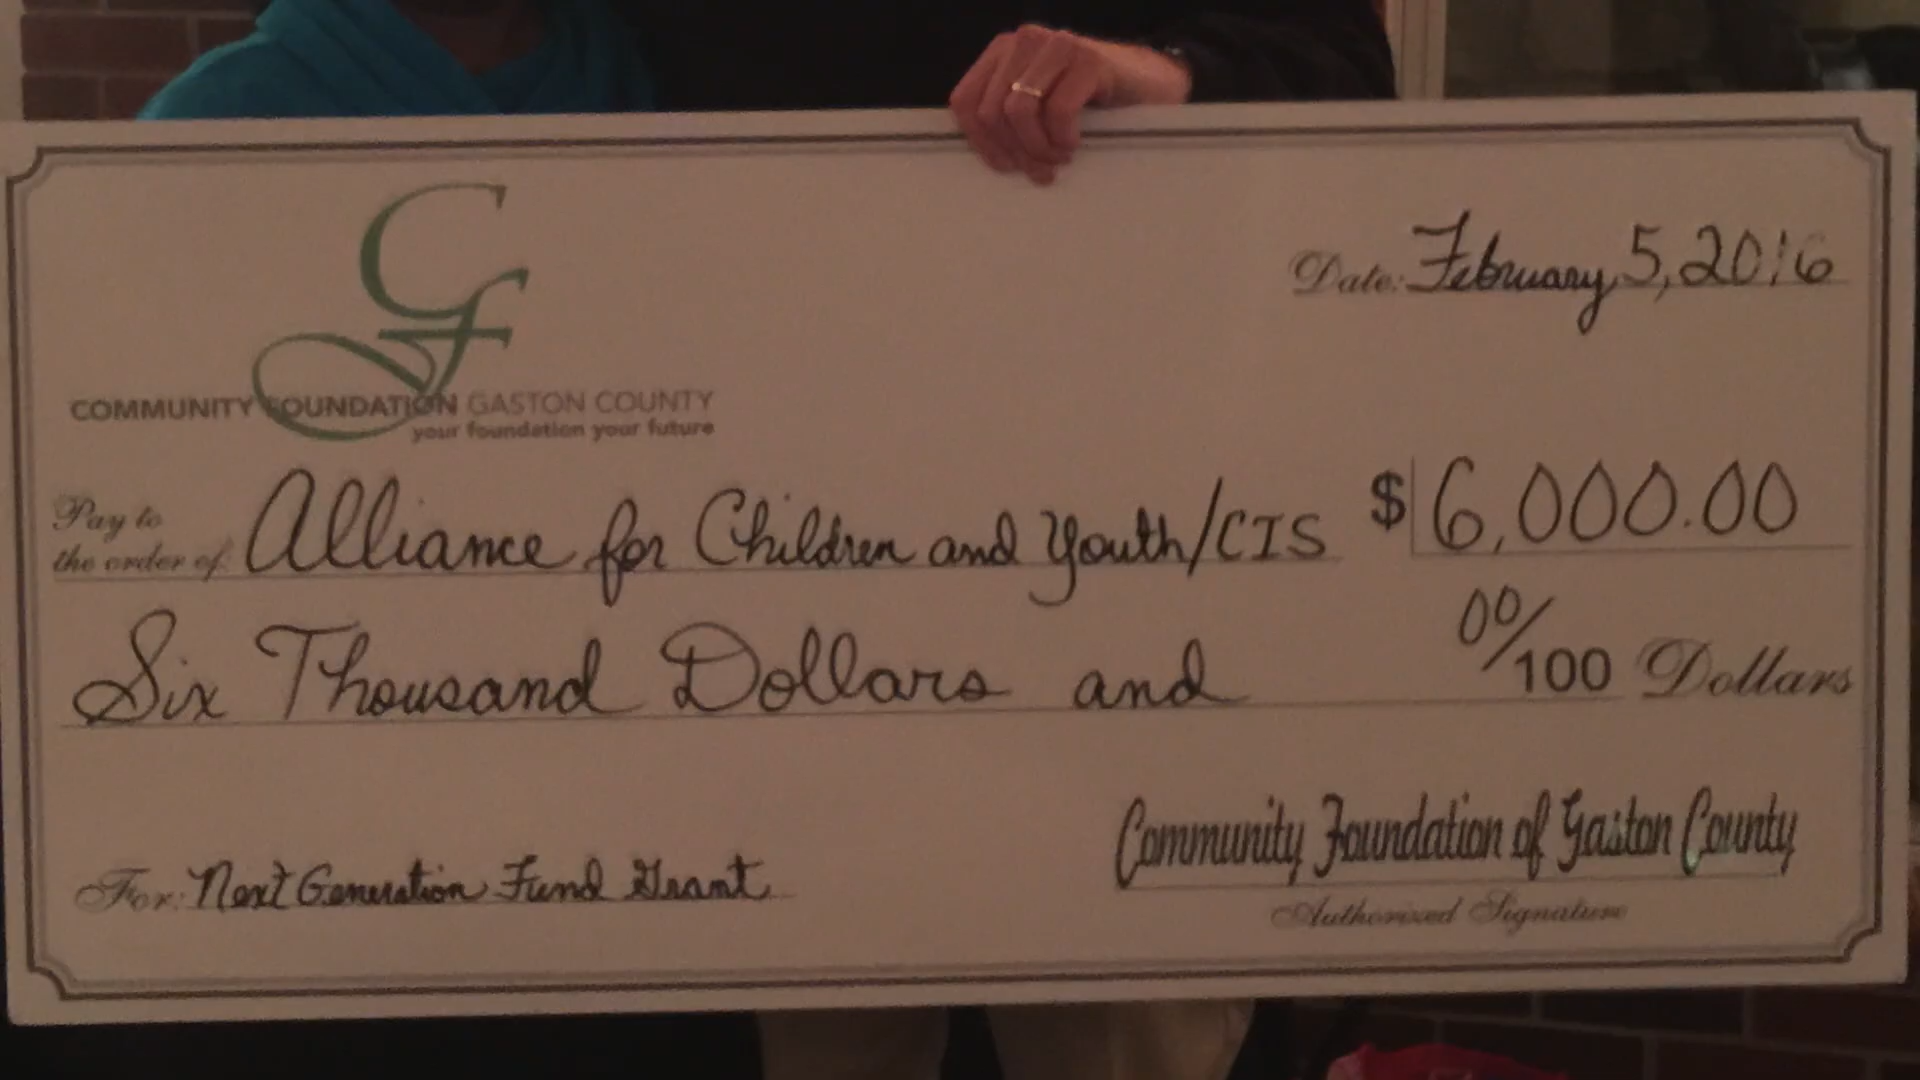 CF
COMMUNITY FOUNDATION GASTON COUNTY
your foundation your future
Date: February 5, 2016
Pay to
the order of: Alliance for Children and Youth/CIS $ 6,000.00
Six Thousand Dollars and 00/100 Dollars
For: Next Generation Fund Grant
Community Foundation of Gaston County
Authorized Signature